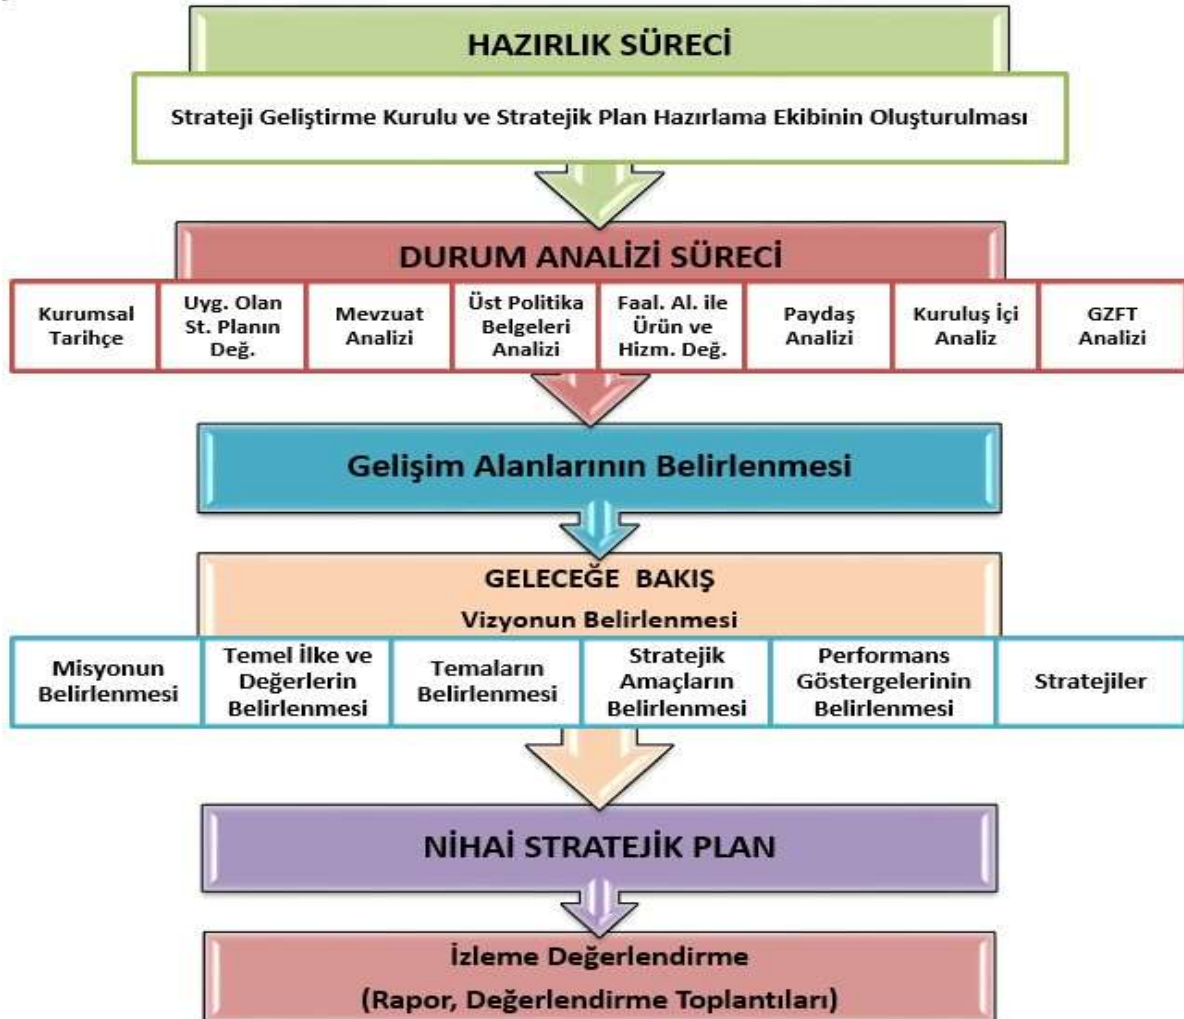 HAZIRLIK SÜRECİ
Strateji Geliştirme Kurulu ve Stratejik Plan Hazırlama Ekibinin Oluşturulması
DURUM ANALİZİ SÜRECİ
Kurumsal
Tarihçe
Uyg. Olan
St. Planın
Değ.
Mevzuat
Analizi
Üst Politika
Belgeleri
Analizi
Faal. Al. ile
Ürün ve
Hizm. Değ.
Paydaş
Analizi
Kuruluş İçi
Analiz
GZFT
Analizi
Gelişim Alanlarının Belirlenmesi
GELECEĞE BAKIŞ
Vizyonun Belirlenmesi
Misyonun
Belirlenmesi
Temel İlke ve
Değerlerin
Belirlenmesi
Temaların
Belirlenmesi
Stratejik
Amaçların
Belirlenmesi
Performans
Göstergelerinin
Belirlenmesi
Stratejiler
NİHAİ STRATEJİK PLAN
İzleme Değerlendirme
(Rapor, Değerlendirme Toplantıları)